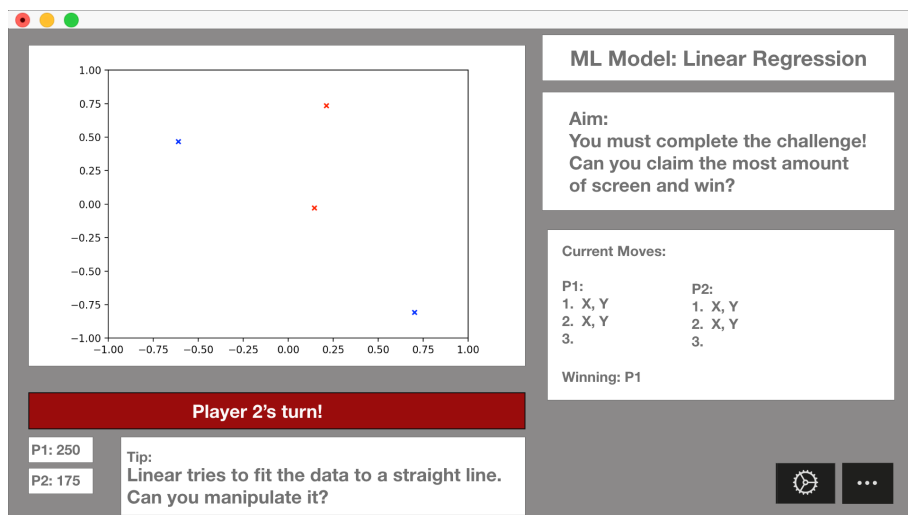 ML Model: Linear Regression
1.00
0.75
0.50
0.25
0.00
−0.25
−0.50
−0.75
−1.00
−1.00 −0.75 −0.50 −0.25 0.00 0.25 0.50 0.75 1.00
Aim:
You must complete the challenge!
Can you claim the most amount
of screen and win?
Current Moves:
P1:
1. X, Y
2. X, Y
3.
P2:
1. X, Y
2. X, Y
3.
Winning: P1
Player 2’s turn!
P1: 250
P2: 175
Tip:
Linear tries to fit the data to a straight line.
Can you manipulate it?